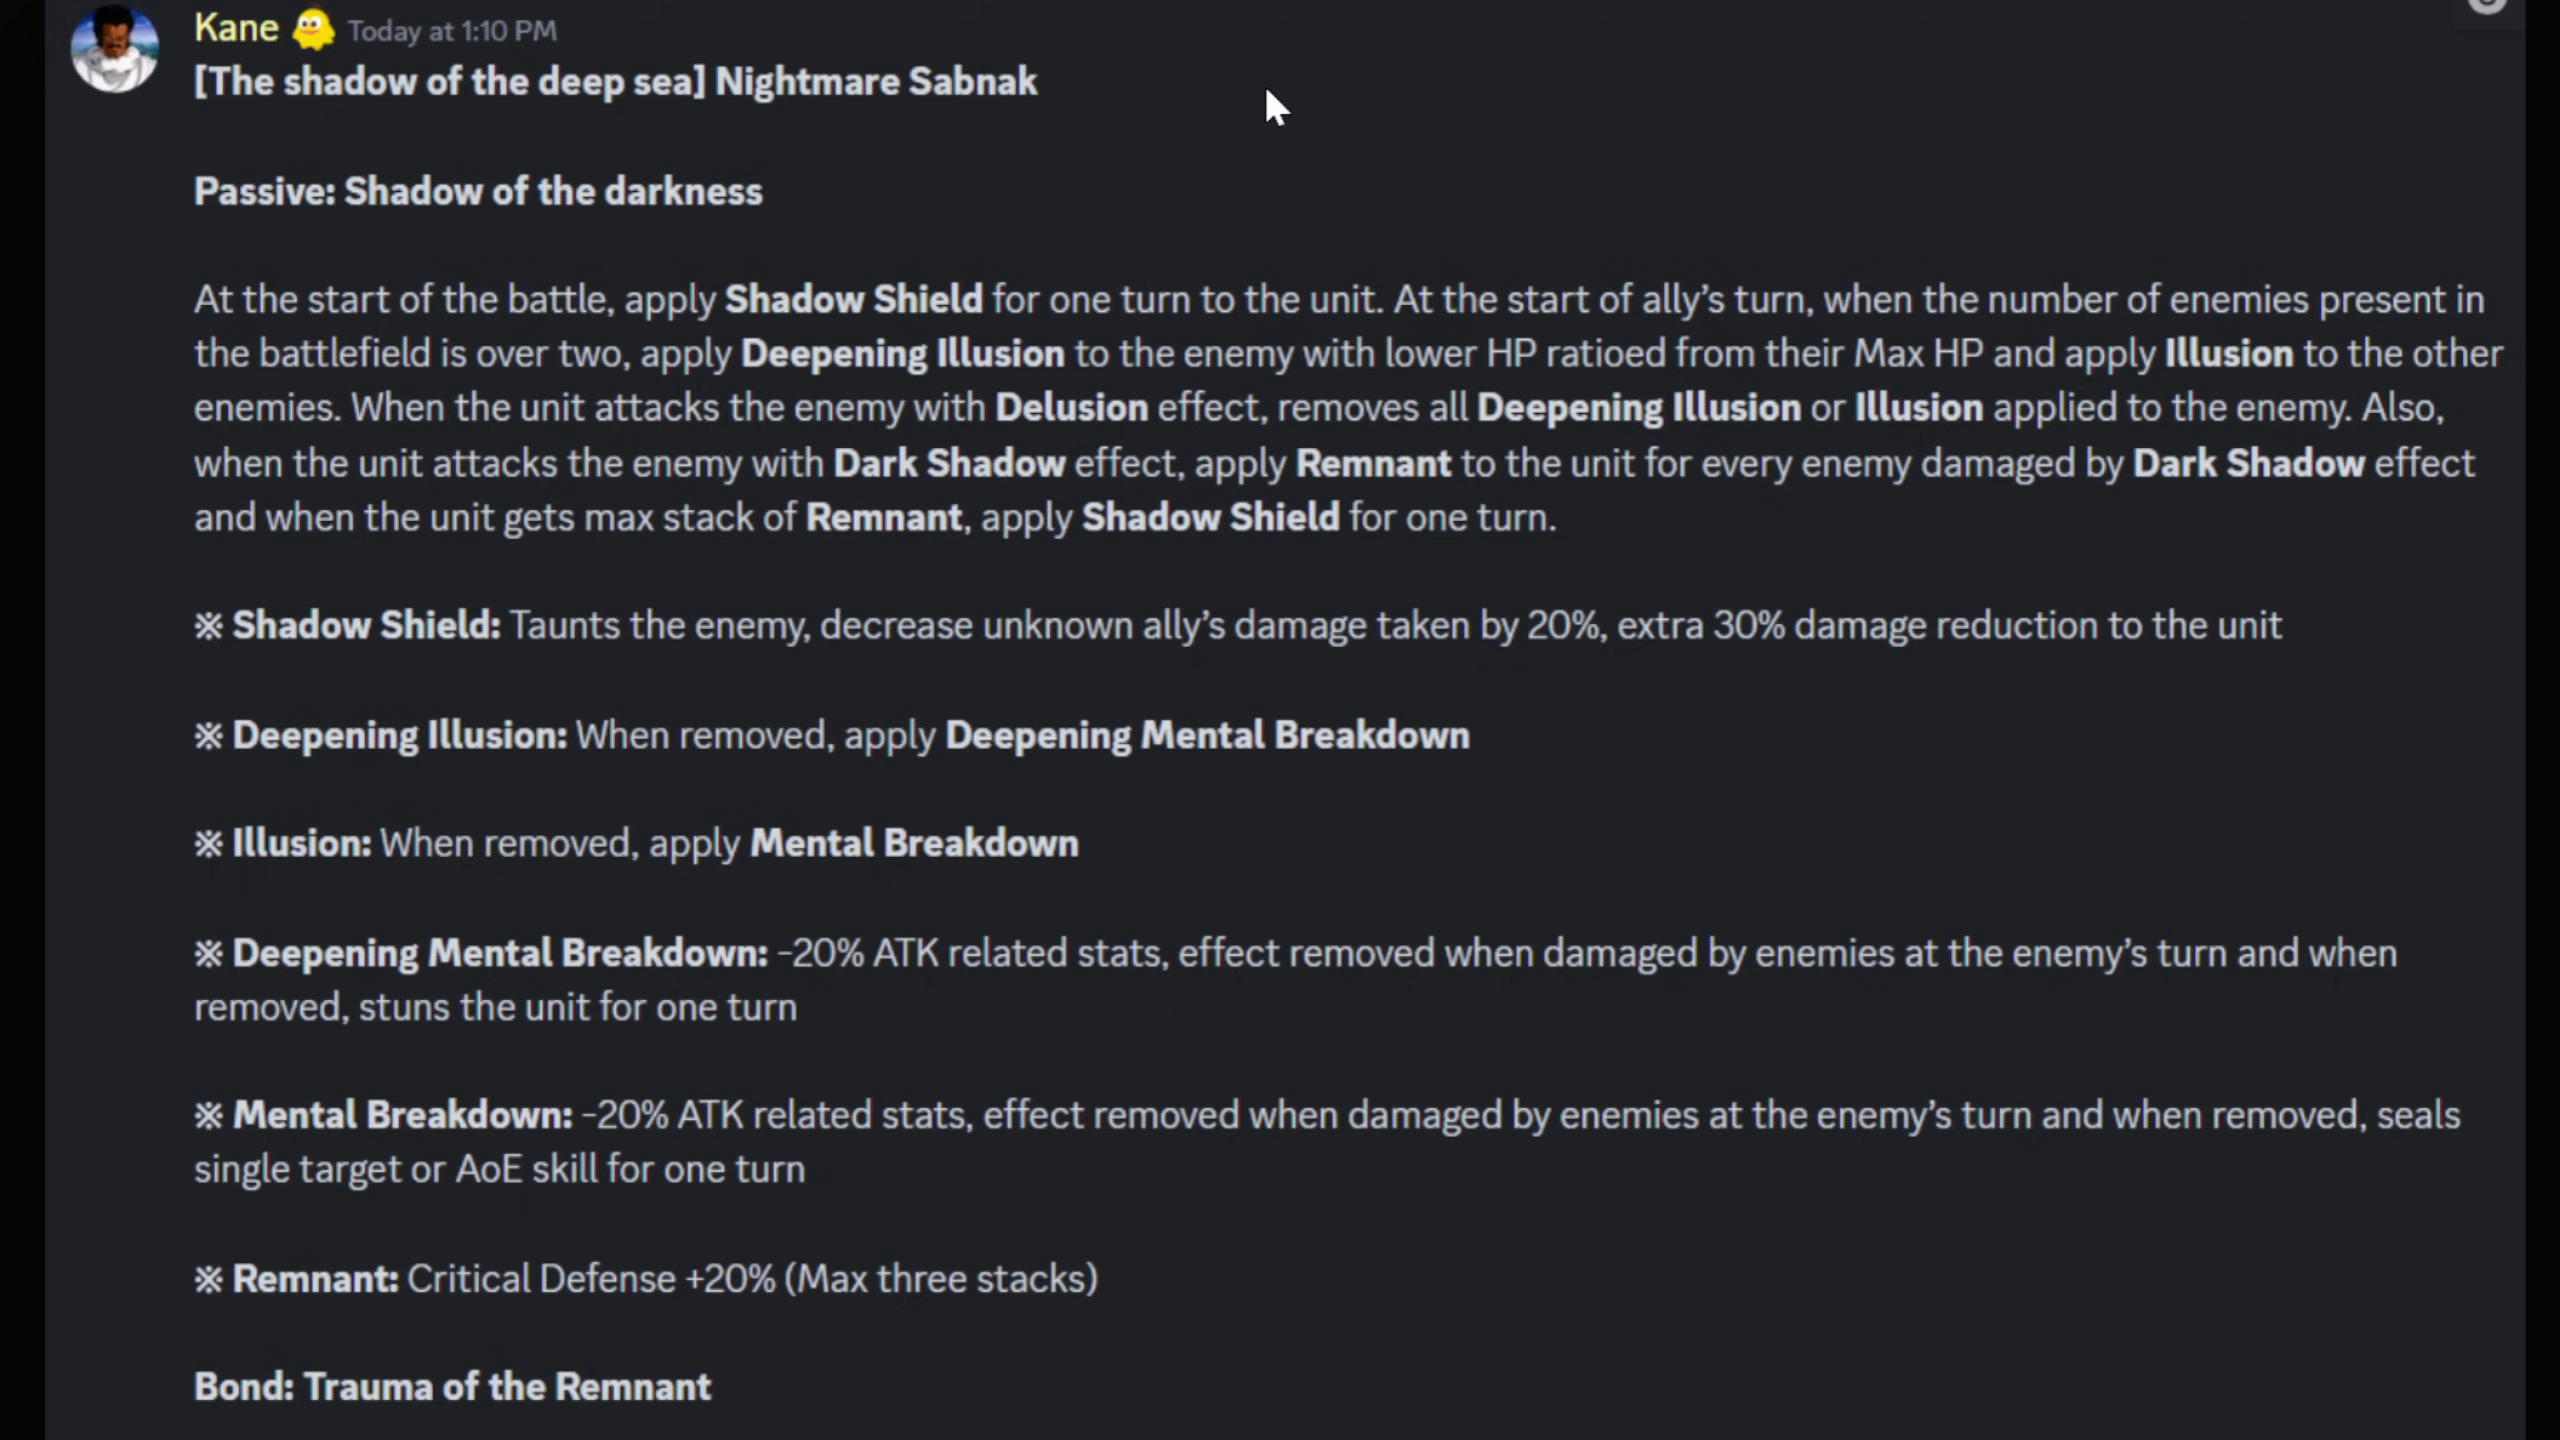 Kane Today at 1:10 PM
[The shadow of the deep sea] Nightmare Sabnak
Passive: Shadow of the darkness
At the start of the battle, apply Shadow Shield for one turn to the unit. At the start of ally’s turn, when the number of enemies present in
the battlefield is over two, apply Deepening Illusion to the enemy with lower HP ratioed from their Max HP and apply Illusion to the other
enemies. When the unit attacks the enemy with Delusion effect, removes all Deepening Illusion or Illusion applied to the enemy. Also,
when the unit attacks the enemy with Dark Shadow effect, apply Remnant to the unit for every enemy damaged by Dark Shadow effect
and when the unit gets max stack of Remnant, apply Shadow Shield for one turn.
※ Shadow Shield: Taunts the enemy, decrease unknown ally’s damage taken by 20%, extra 30% damage reduction to the unit
※ Deepening Illusion: When removed, apply Deepening Mental Breakdown
※ Illusion: When removed, apply Mental Breakdown
※ Deepening Mental Breakdown: -20% ATK related stats, effect removed when damaged by enemies at the enemy’s turn and when
removed, stuns the unit for one turn
※ Mental Breakdown: -20% ATK related stats, effect removed when damaged by enemies at the enemy’s turn and when removed, seals
single target or AoE skill for one turn
※ Remnant: Critical Defense +20% (Max three stacks)
Bond: Trauma of the Remnant